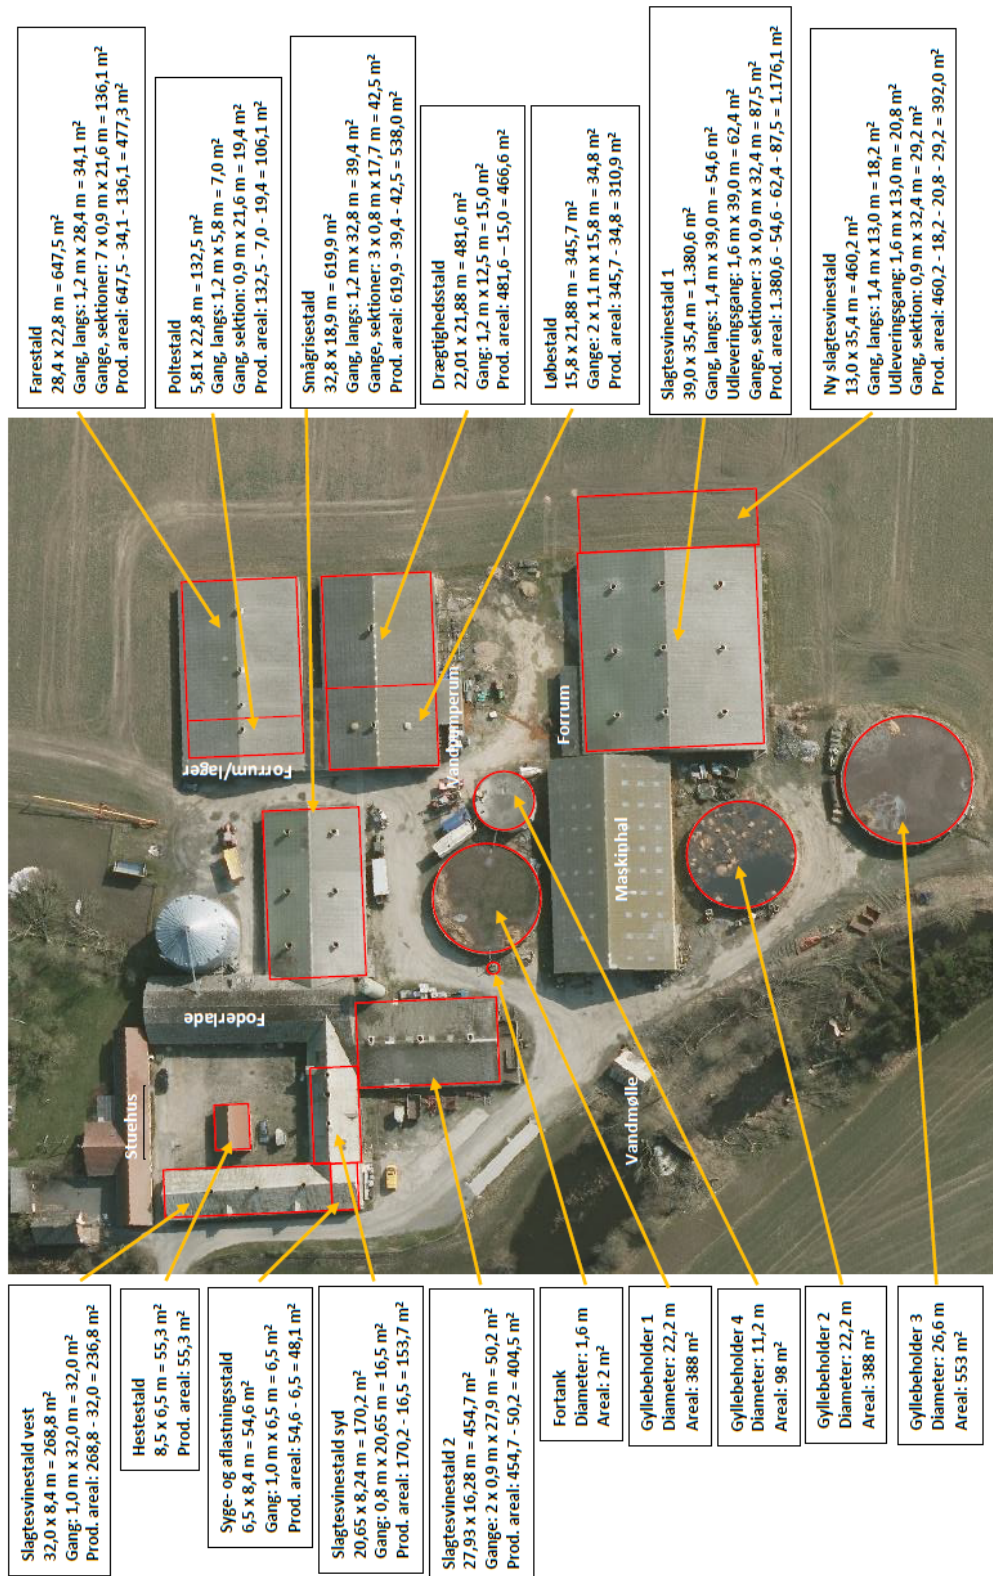 Farestald
28,4 x 22,8 m = 647,5 m²
Gang, langs: 1,2 m x 28,4 m = 34,1 m²
Gange, sektioner: 7 x 0,9 m x 21,6 m = 136,1 m²
Prod. areal: 647,5 - 34,1 - 136,1 = 477,3 m²
Poltestald
5,81 x 22,8 m = 132,5 m²
Gang, langs: 1,2 m x 5,8 m = 7,0 m²
Gang, sektion: 0,9 m x 21,6 m = 19,4 m²
Prod. areal: 132,5 - 7,0 - 19,4 = 106,1 m²
Smågrisestald
32,8 x 18,9 m = 619,9 m²
Gang, langs: 1,2 m x 32,8 m = 39,4 m²
Gange, sektioner: 3 x 0,8 m x 17,7 m = 42,5 m²
Prod. areal: 619,9 - 39,4 - 42,5 = 538,0 m²
Drægtighedsstald
22,01 x 21,88 m = 481,6 m²
Gang: 1,2 m x 12,5 m = 15,0 m²
Prod. areal: 481,6 - 15,0 = 466,6 m²
Løbestald
15,8 x 21,88 m = 345,7 m²
Gange: 2 x 1,1 m x 15,8 m = 34,8 m²
Prod. areal: 345,7 - 34,8 = 310,9 m²
Slagtesvinestald 1
39,0 x 35,4 m = 1.380,6 m²
Gang, langs: 1,4 m x 39,0 m = 54,6 m²
Udleveringsgang: 1,6 m x 39,0 m = 62,4 m²
Gange, sektioner: 3 x 0,9 m x 32,4 m = 87,5 m²
Prod. areal: 1.380,6 - 54,6 - 62,4 - 87,5 = 1.176,1 m²
Ny slagtesvinestald
13,0 x 35,4 m = 460,2 m²
Gang, langs: 1,4 m x 13,0 m = 18,2 m²
Udleveringsgang: 1,6 m x 13,0 m = 20,8 m²
Gang, sektion: 0,9 m x 32,4 m = 29,2 m²
Prod. areal: 460,2 - 18,2 - 20,8 - 29,2 = 392,0 m²
Stuehus
Foderlade
Forrum/lager
Vandpumperum
Forrum
Maskinhal
Vandmølle
Slagtesvinestald vest
32,0 x 8,4 m = 268,8 m²
Gang: 1,0 m x 32,0 m = 32,0 m²
Prod. areal: 268,8 - 32,0 = 236,8 m²
Hestestald
8,5 x 6,5 m = 55,3 m²
Prod. areal: 55,3 m²
Syge- og aflastningsstald
6,5 x 8,4 m = 54,6 m²
Gang: 1,0 m x 6,5 m = 6,5 m²
Prod. areal: 54,6 - 6,5 = 48,1 m²
Slagtesvinestald syd
20,65 x 8,24 m = 170,2 m²
Gang: 0,8 m x 20,65 m = 16,5 m²
Prod. areal: 170,2 - 16,5 = 153,7 m²
Slagtesvinestald 2
27,93 x 16,28 m = 454,7 m²
Gange: 2 x 0,9 m x 27,9 m = 50,2 m²
Prod. areal: 454,7 - 50,2 = 404,5 m²
Fortank
Diameter: 1,6 m
Areal: 2 m²
Gyllebeholder 1
Diameter: 22,2 m
Areal: 388 m²
Gyllebeholder 4
Diameter: 11,2 m
Areal: 98 m²
Gyllebeholder 2
Diameter: 22,2 m
Areal: 388 m²
Gyllebeholder 3
Diameter: 26,6 m
Areal: 553 m²